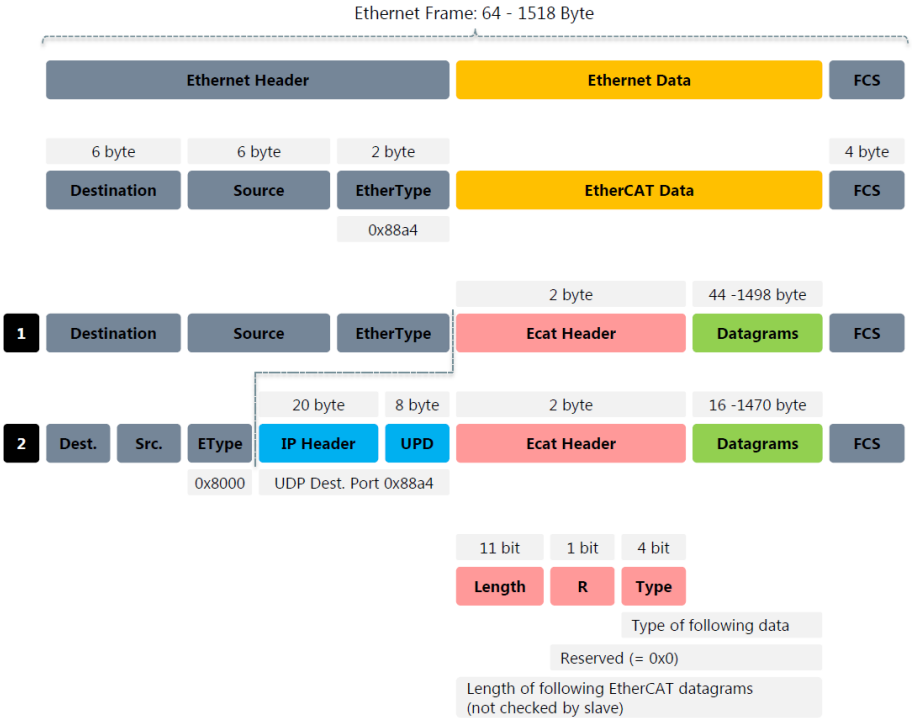 Ethernet Frame: 64 - 1518 Byte
Ethernet Header Ethernet Data FCS
6 byte 6 byte 2 byte 4 byte
Destination Source EtherType EtherCAT Data FCS
0x88a4
2 byte 44 -1498 byte
1 Destination Source EtherType Ecat Header Datagrams FCS
20 byte 8 byte 2 byte 16 -1470 byte
2 Dest. Src. EType IP Header UPD Ecat Header Datagrams FCS
0x8000 UDP Dest. Port 0x88a4
11 bit 1 bit 4 bit
Length R Type
Type of following data
Reserved (= 0x0)
Length of following EtherCAT datagrams
(not checked by slave)